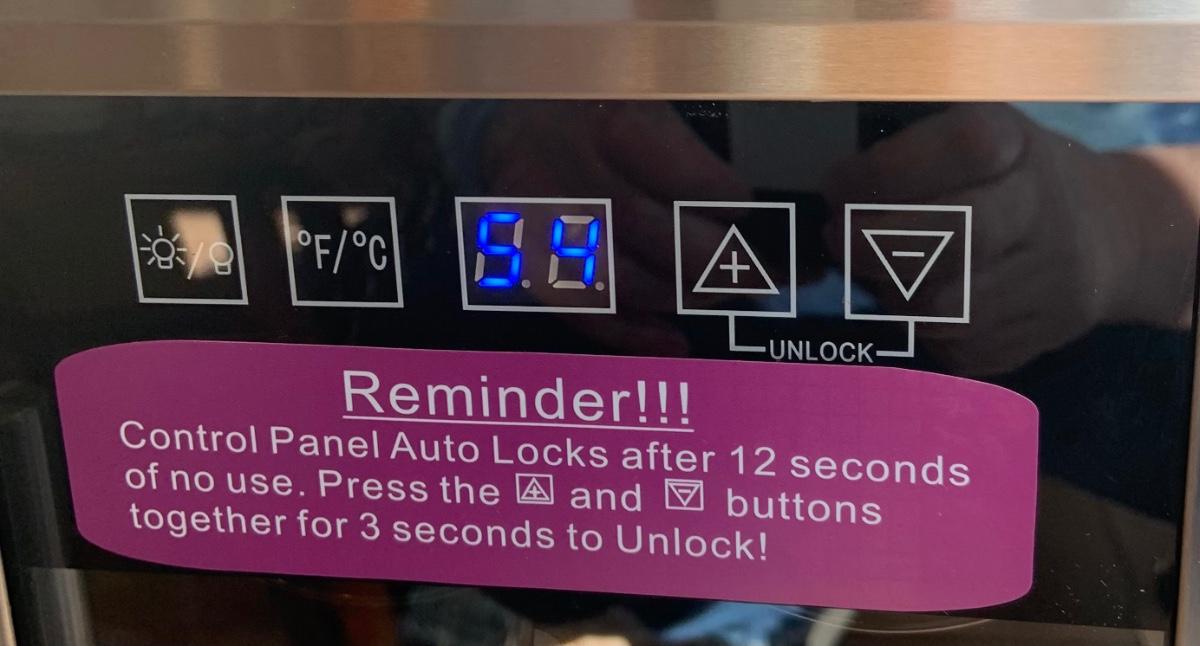 °F/°C
54
UNLOCK
Reminder!!!
Control Panel Auto Locks after 12 seconds
of no use. Press the and buttons
together for 3 seconds to Unlock!